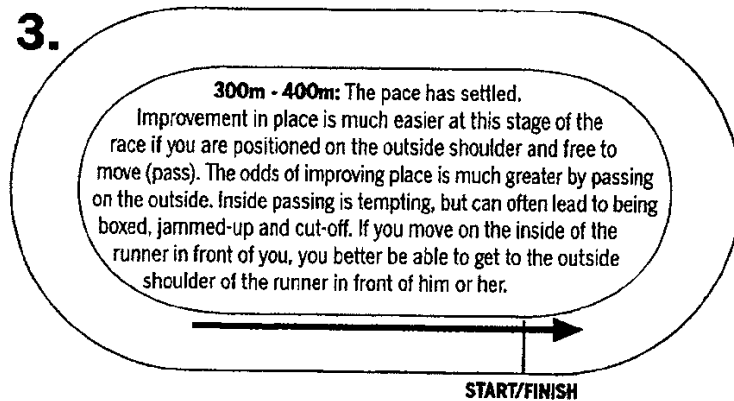 3.
300m - 400m: The pace has settled.
Improvement in place is much easier at this stage of the
race if you are positioned on the outside shoulder and free to
move (pass). The odds of improving place is much greater by passing
on the outside. Inside passing is tempting, but can often lead to being
boxed, jammed-up and cut-off. If you move on the inside of the
runner in front of you, you better be able to get to the outside
shoulder of the runner in front of him or her.
START/FINISH